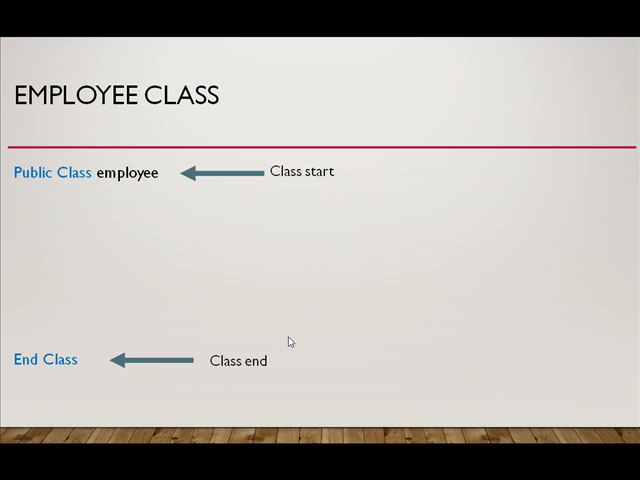 EMPLOYEE CLASS
Public Class employee
Class start
End Class
Class end